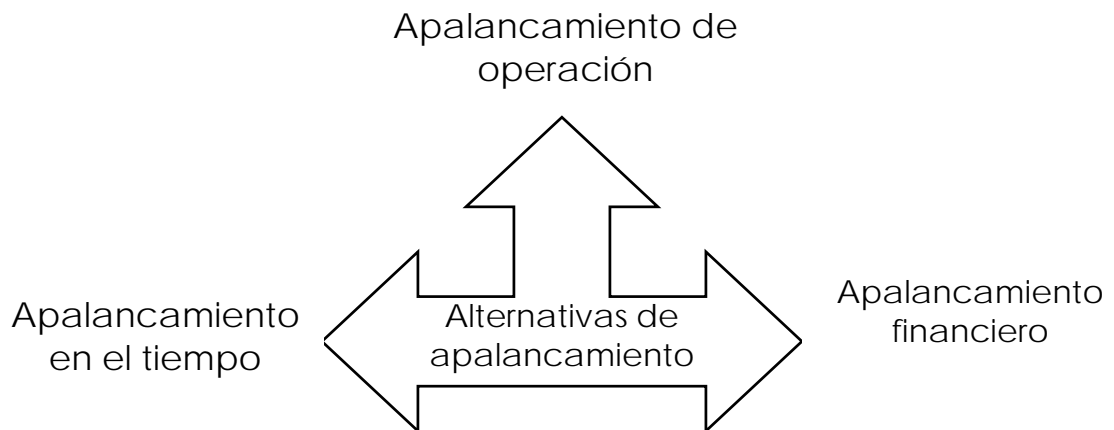 Apalancamiento de
operación
Apalancamiento
en el tiempo
Alternativas de
apalancamiento
Apalancamiento
financiero